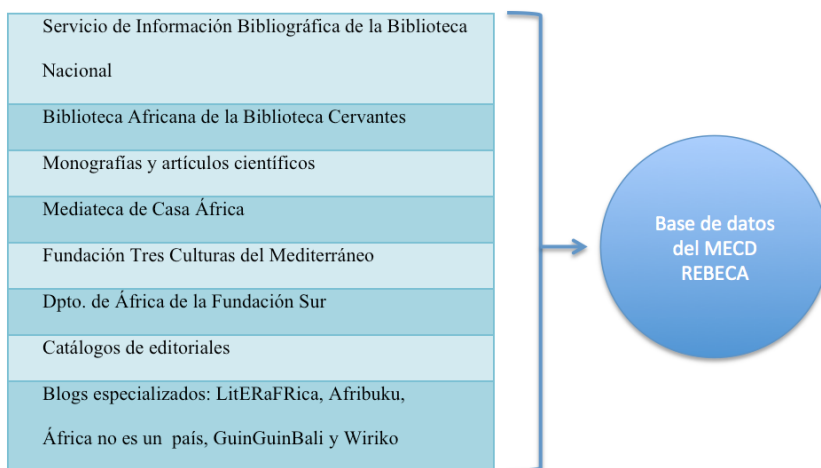 Servicio de Información Bibliográfica de la Biblioteca
Nacional
Biblioteca Africana de la Biblioteca Cervantes
Monografías y artículos científicos
Mediateca de Casa África
Fundación Tres Culturas del Mediterráneo
Dpto. de África de la Fundación Sur
Catálogos de editoriales
Blogs especializados: LitERaFRica, Afribuku,
África no es un país, GuinGuinBali y Wiriko
Base de datos
del MECD
REBECA